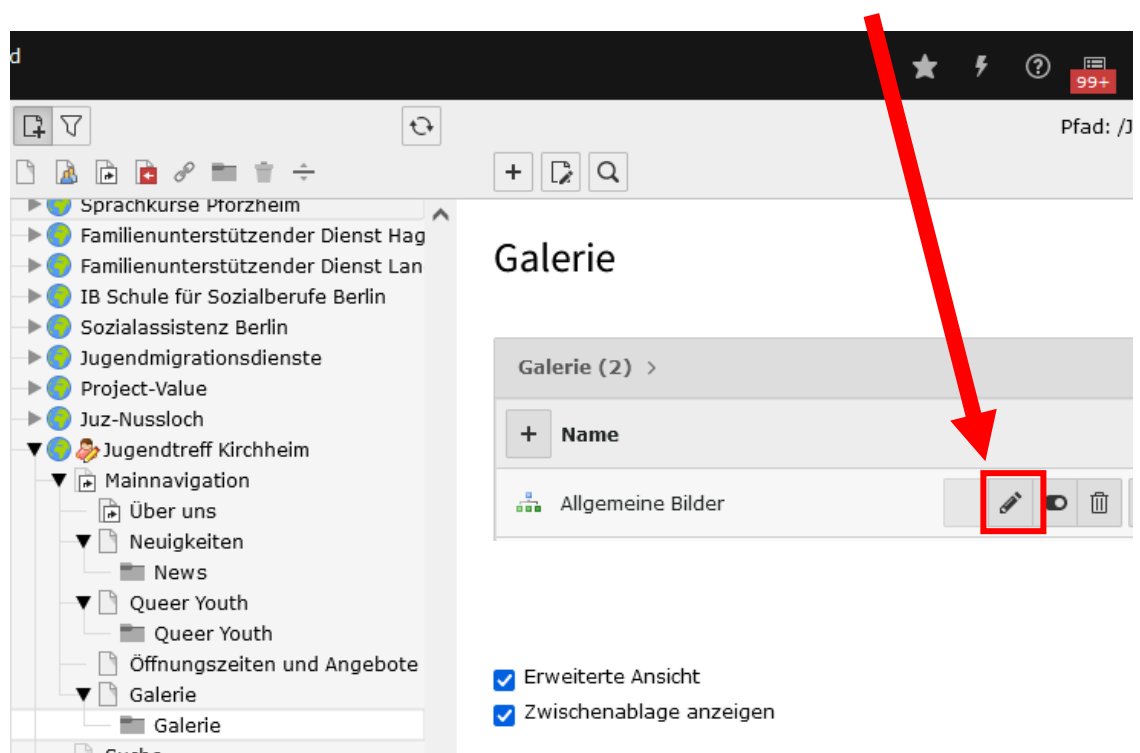 d
99+
Pfad: /J
Sprachkurse Pforzheim
Familienunterstützender Dienst Hag
Familienunterstützender Dienst Lan
IB Schule für Sozialberufe Berlin
Sozialassistenz Berlin
Jugendmigrationsdienste
Project-Value
Juz-Nussloch
Jugendtreff Kirchheim
Mainnavigation
Über uns
Neuigkeiten
News
Queer Youth
Queer Youth
Öffnungszeiten und Angebote
Galerie
Galerie
Suche
Galerie
Galerie (2) >
+ Name
Allgemeine Bilder
Erweiterte Ansicht
Zwischenablage anzeigen